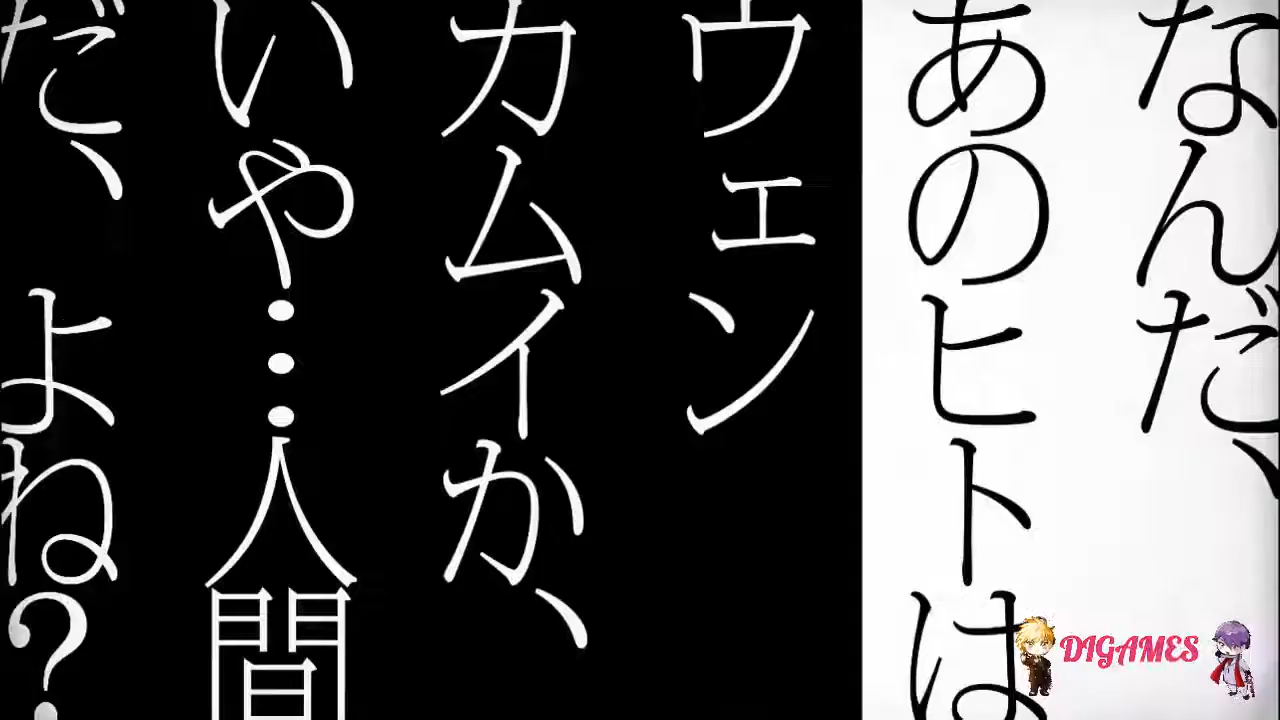 なんだ、
あのヒトは
ウェン
カムイか、
いや…人間
だ、よね？
DIGAMES